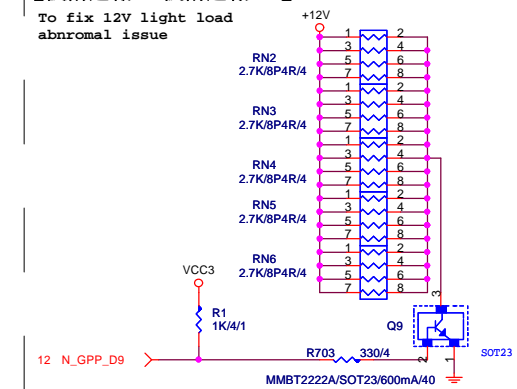 To fix 12V light load
abnromal issue
+12V
1 2
3 4
RN2
5 6
2.7K/8P4R/4
7 8
1 2
3 4
RN3
5 6
2.7K/8P4R/4
7 8
1 2
3 4
RN4
5 6
2.7K/8P4R/4
7 8
1 2
3 4
RN5
5 6
2.7K/8P4R/4
7 8
1 2
3 4
RN6
5 6
2.7K/8P4R/4
7 8
VCC3
3
R1
1K/4/1
Q9
SOT23
R703 330/4
2 1
12 N_GPP_D9
MMBT2222A/SOT23/600mA/40